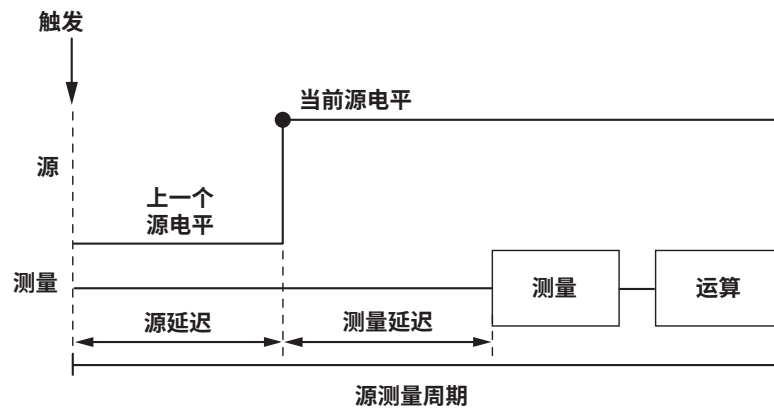 触发
当前源电平
源
上一个
源电平
测量
测量
运算
源延迟
测量延迟
源测量周期